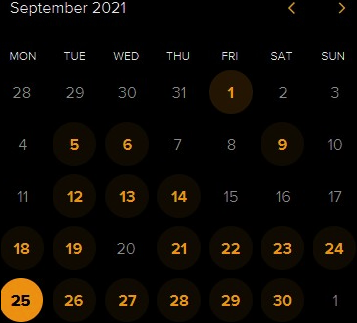 September 2021
MON TUE WED THU FRI SAT SUN
28 29 30 31 1 2 3
4 5 6 7 8 9 10
11 12 13 14 15 16 17
18 19 20 21 22 23 24
25 26 27 28 29 30 1